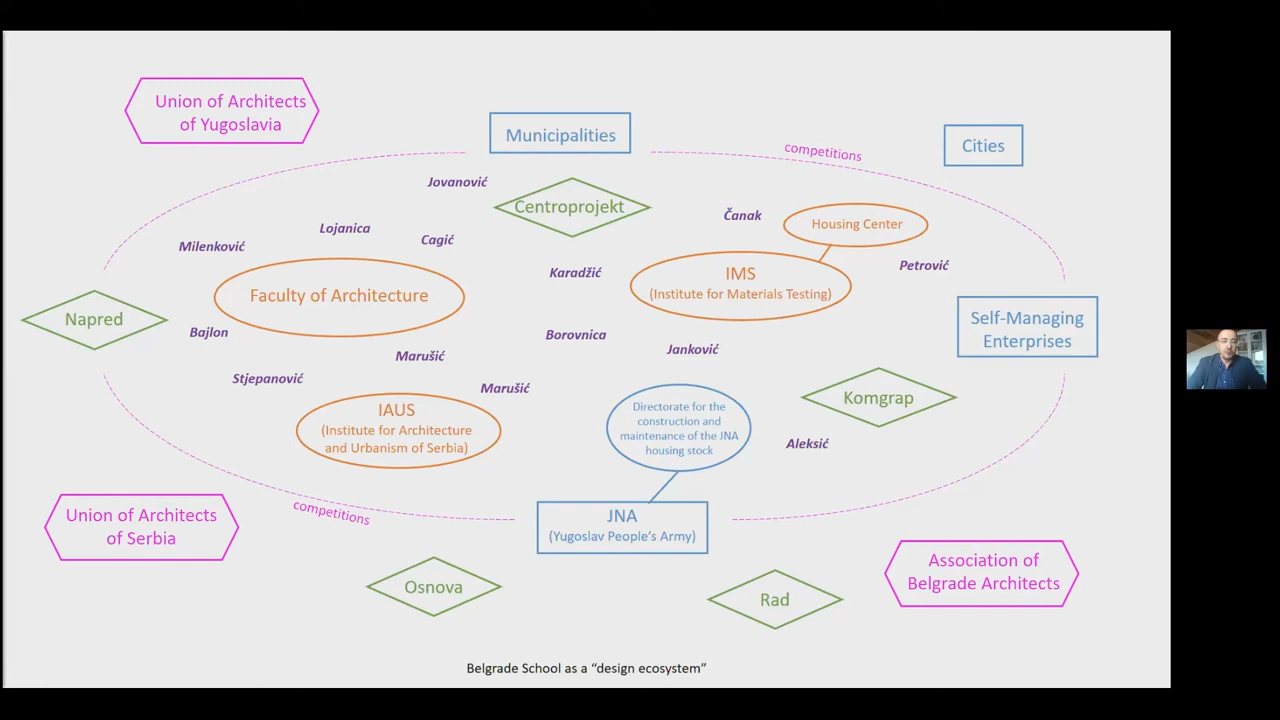 Union of Architects
of Yugoslavia
Municipalities
Cities
competitions
Jovanović
Centroprojekt
Čanak
Housing Center
Lojanica
Cagić
Milenković
Petrović
Karadžić
IMS
(Institute for Materials Testing)
Faculty of Architecture
Napred
Self-Managing
Enterprises
Bajlon
Borovnica
Janković
Marušić
Stjepanović
Marušić
Komgrap
IAUS
(Institute for Architecture
and Urbanism of Serbia)
Directorate for the
construction and
maintenance of the JNA
housing stock
Aleksić
Union of Architects
of Serbia
competitions
JNA
(Yugoslav People's Army)
Association of
Belgrade Architects
Osnova
Rad
Belgrade School as a “design ecosystem”